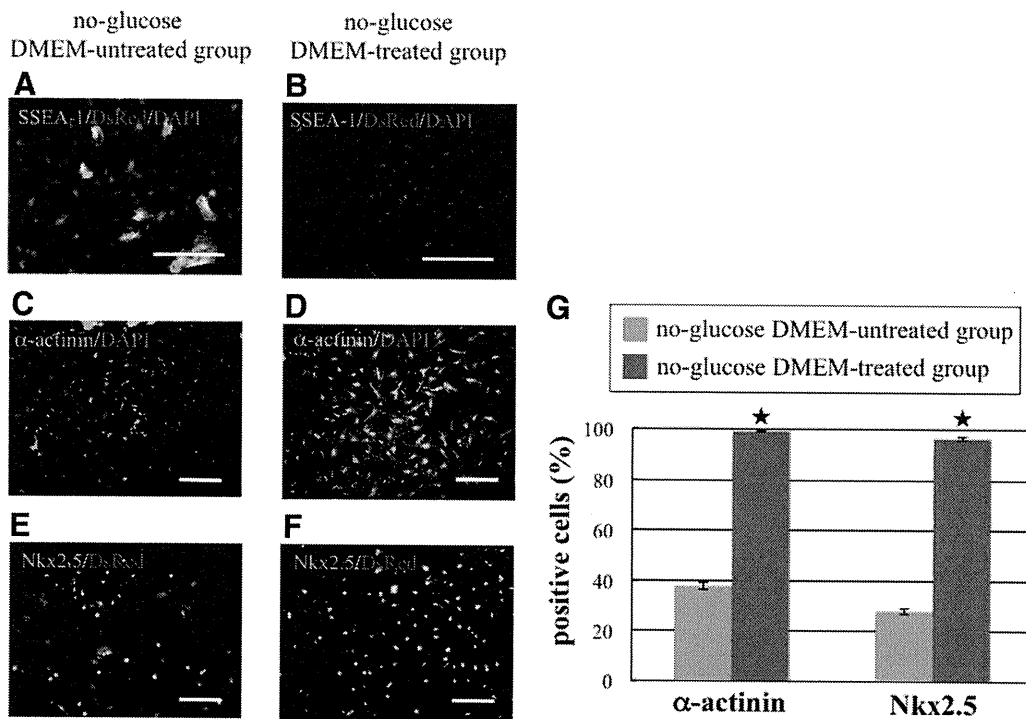 no-glucose
DMEM-untreated group
no-glucose
DMEM-treated group
A
SSEA-1/DsRed/DAPI
B
SSEA-1/DsRed/DAPI
C
α-actinin/DAPI
D
α-actinin/DAPI
E
Nkx2.5/DsRed
F
Nkx2.5/DsRed
G
no-glucose DMEM-untreated group
no-glucose DMEM-treated group
positive cells (%)
100
80
60
40
20
0
α-actinin
Nkx2.5